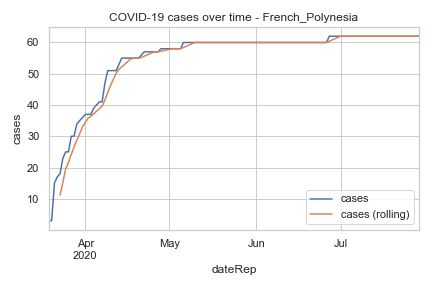 COVID-19 cases over time - French_Polynesia
60
50
40
30
20
10
cases
Apr
2020
May
Jun
Jul
dateRep
cases
cases (rolling)